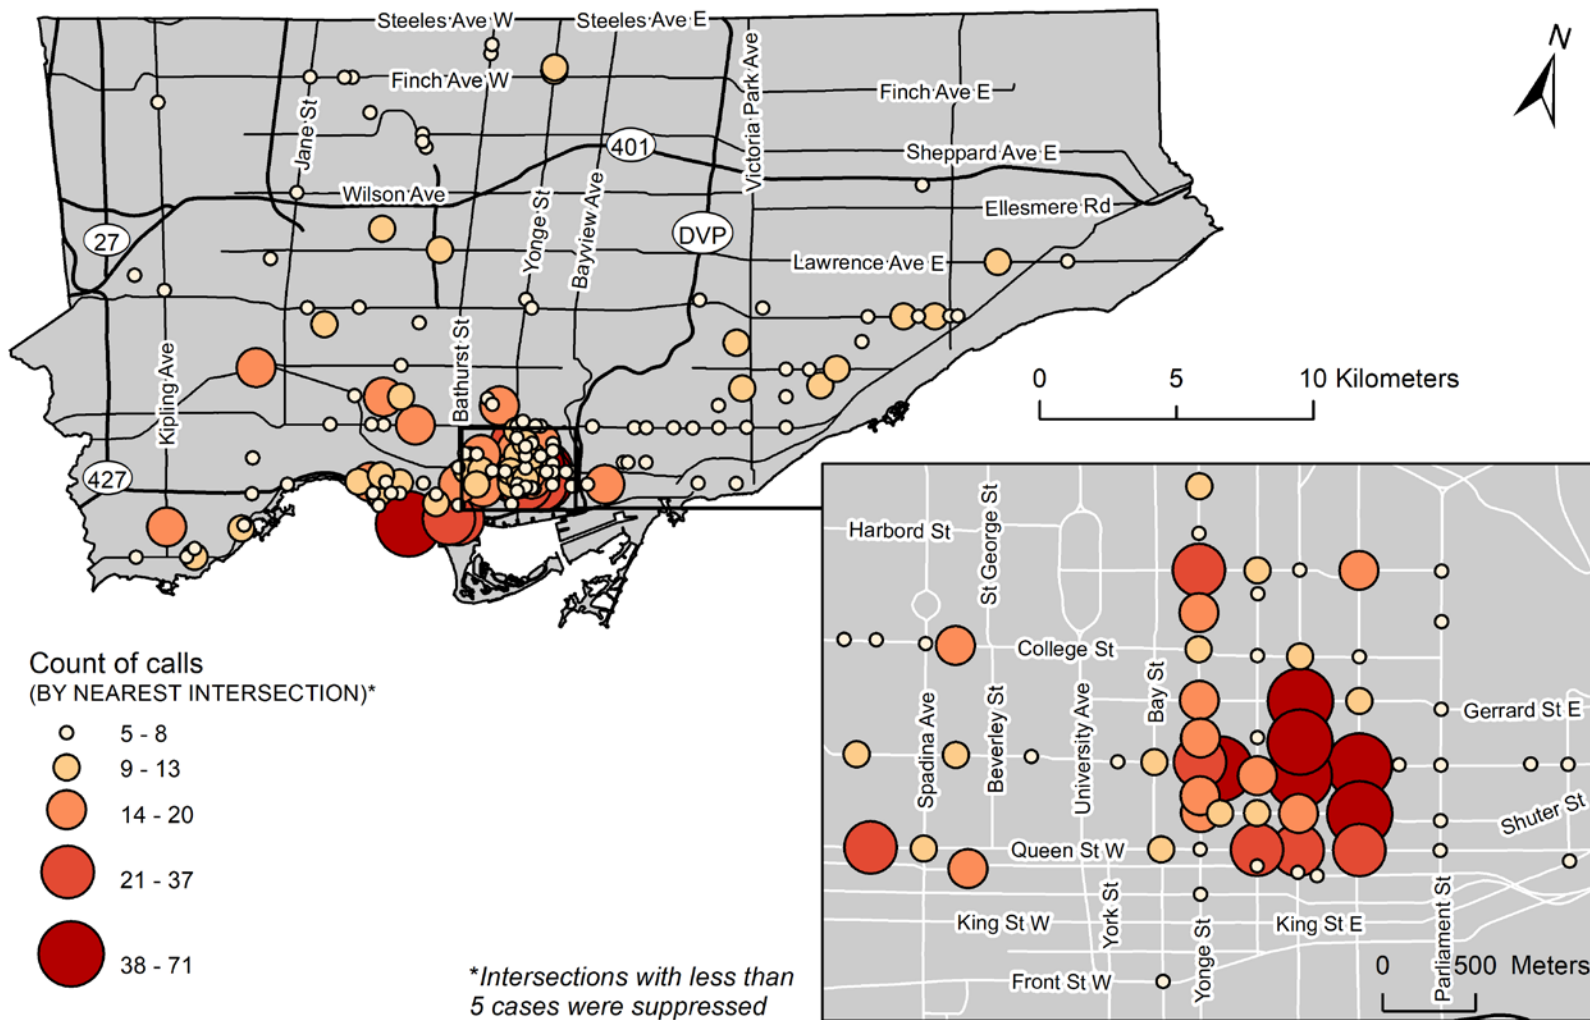 Steeles Ave W
Steeles Ave E
N
Finch Ave W
Finch Ave E
Jane St
Victoria Park Ave
401
Sheppard Ave E
Wilson Ave
Ellesmere Rd
27
Yonge St
Bayview Ave
DVP
Lawrence Ave E
Bathurst St
Kipling Ave
0 5 10 Kilometers
427
Harbord St
St George St
College St
Spadina Ave
Beverley St
University Ave
Bay St
Gerrard St E
Shuter St
Queen St W
York St
King St W
King St E
Yonge St
Parliament St
Front St W
0 500 Meters
Count of calls
(BY NEAREST INTERSECTION)*
5 - 8
9 - 13
14 - 20
21 - 37
38 - 71
*Intersections with less than
5 cases were suppressed